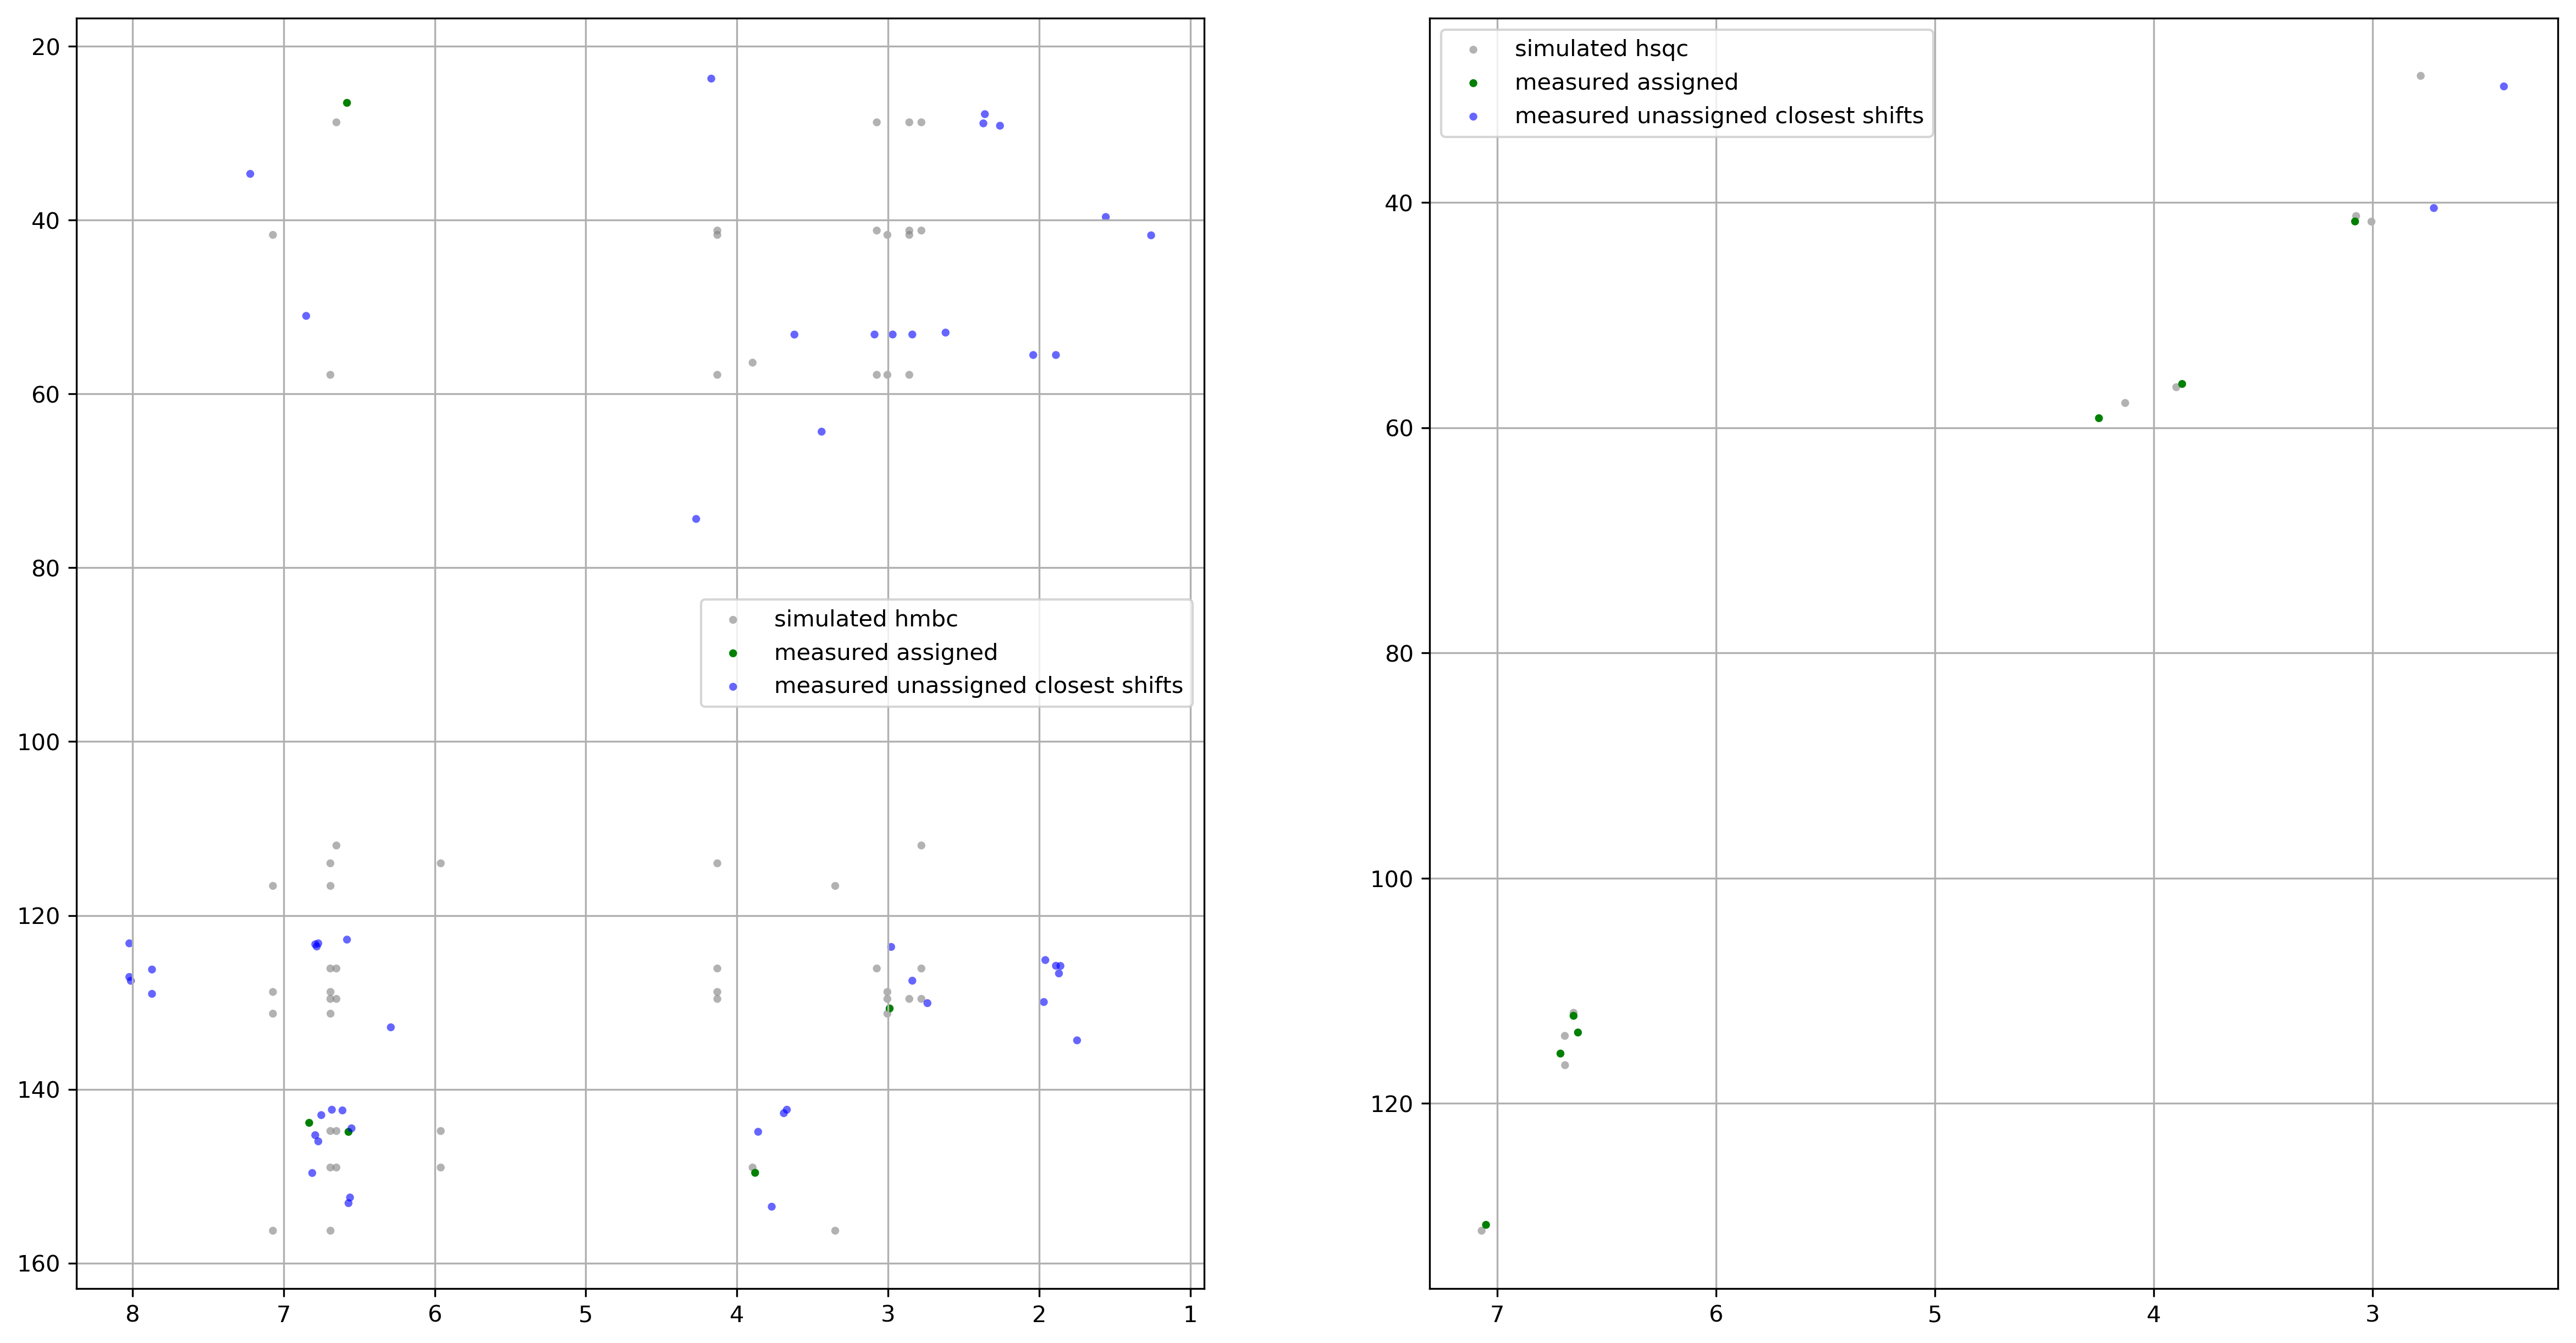 20
40
60
80
100
120
140
160
8 7 6 5 4 3 2 1
simulated hmbc
measured assigned
measured unassigned closest shifts
40
60
80
100
120
7 6 5 4 3
simulated hsqc
measured assigned
measured unassigned closest shifts